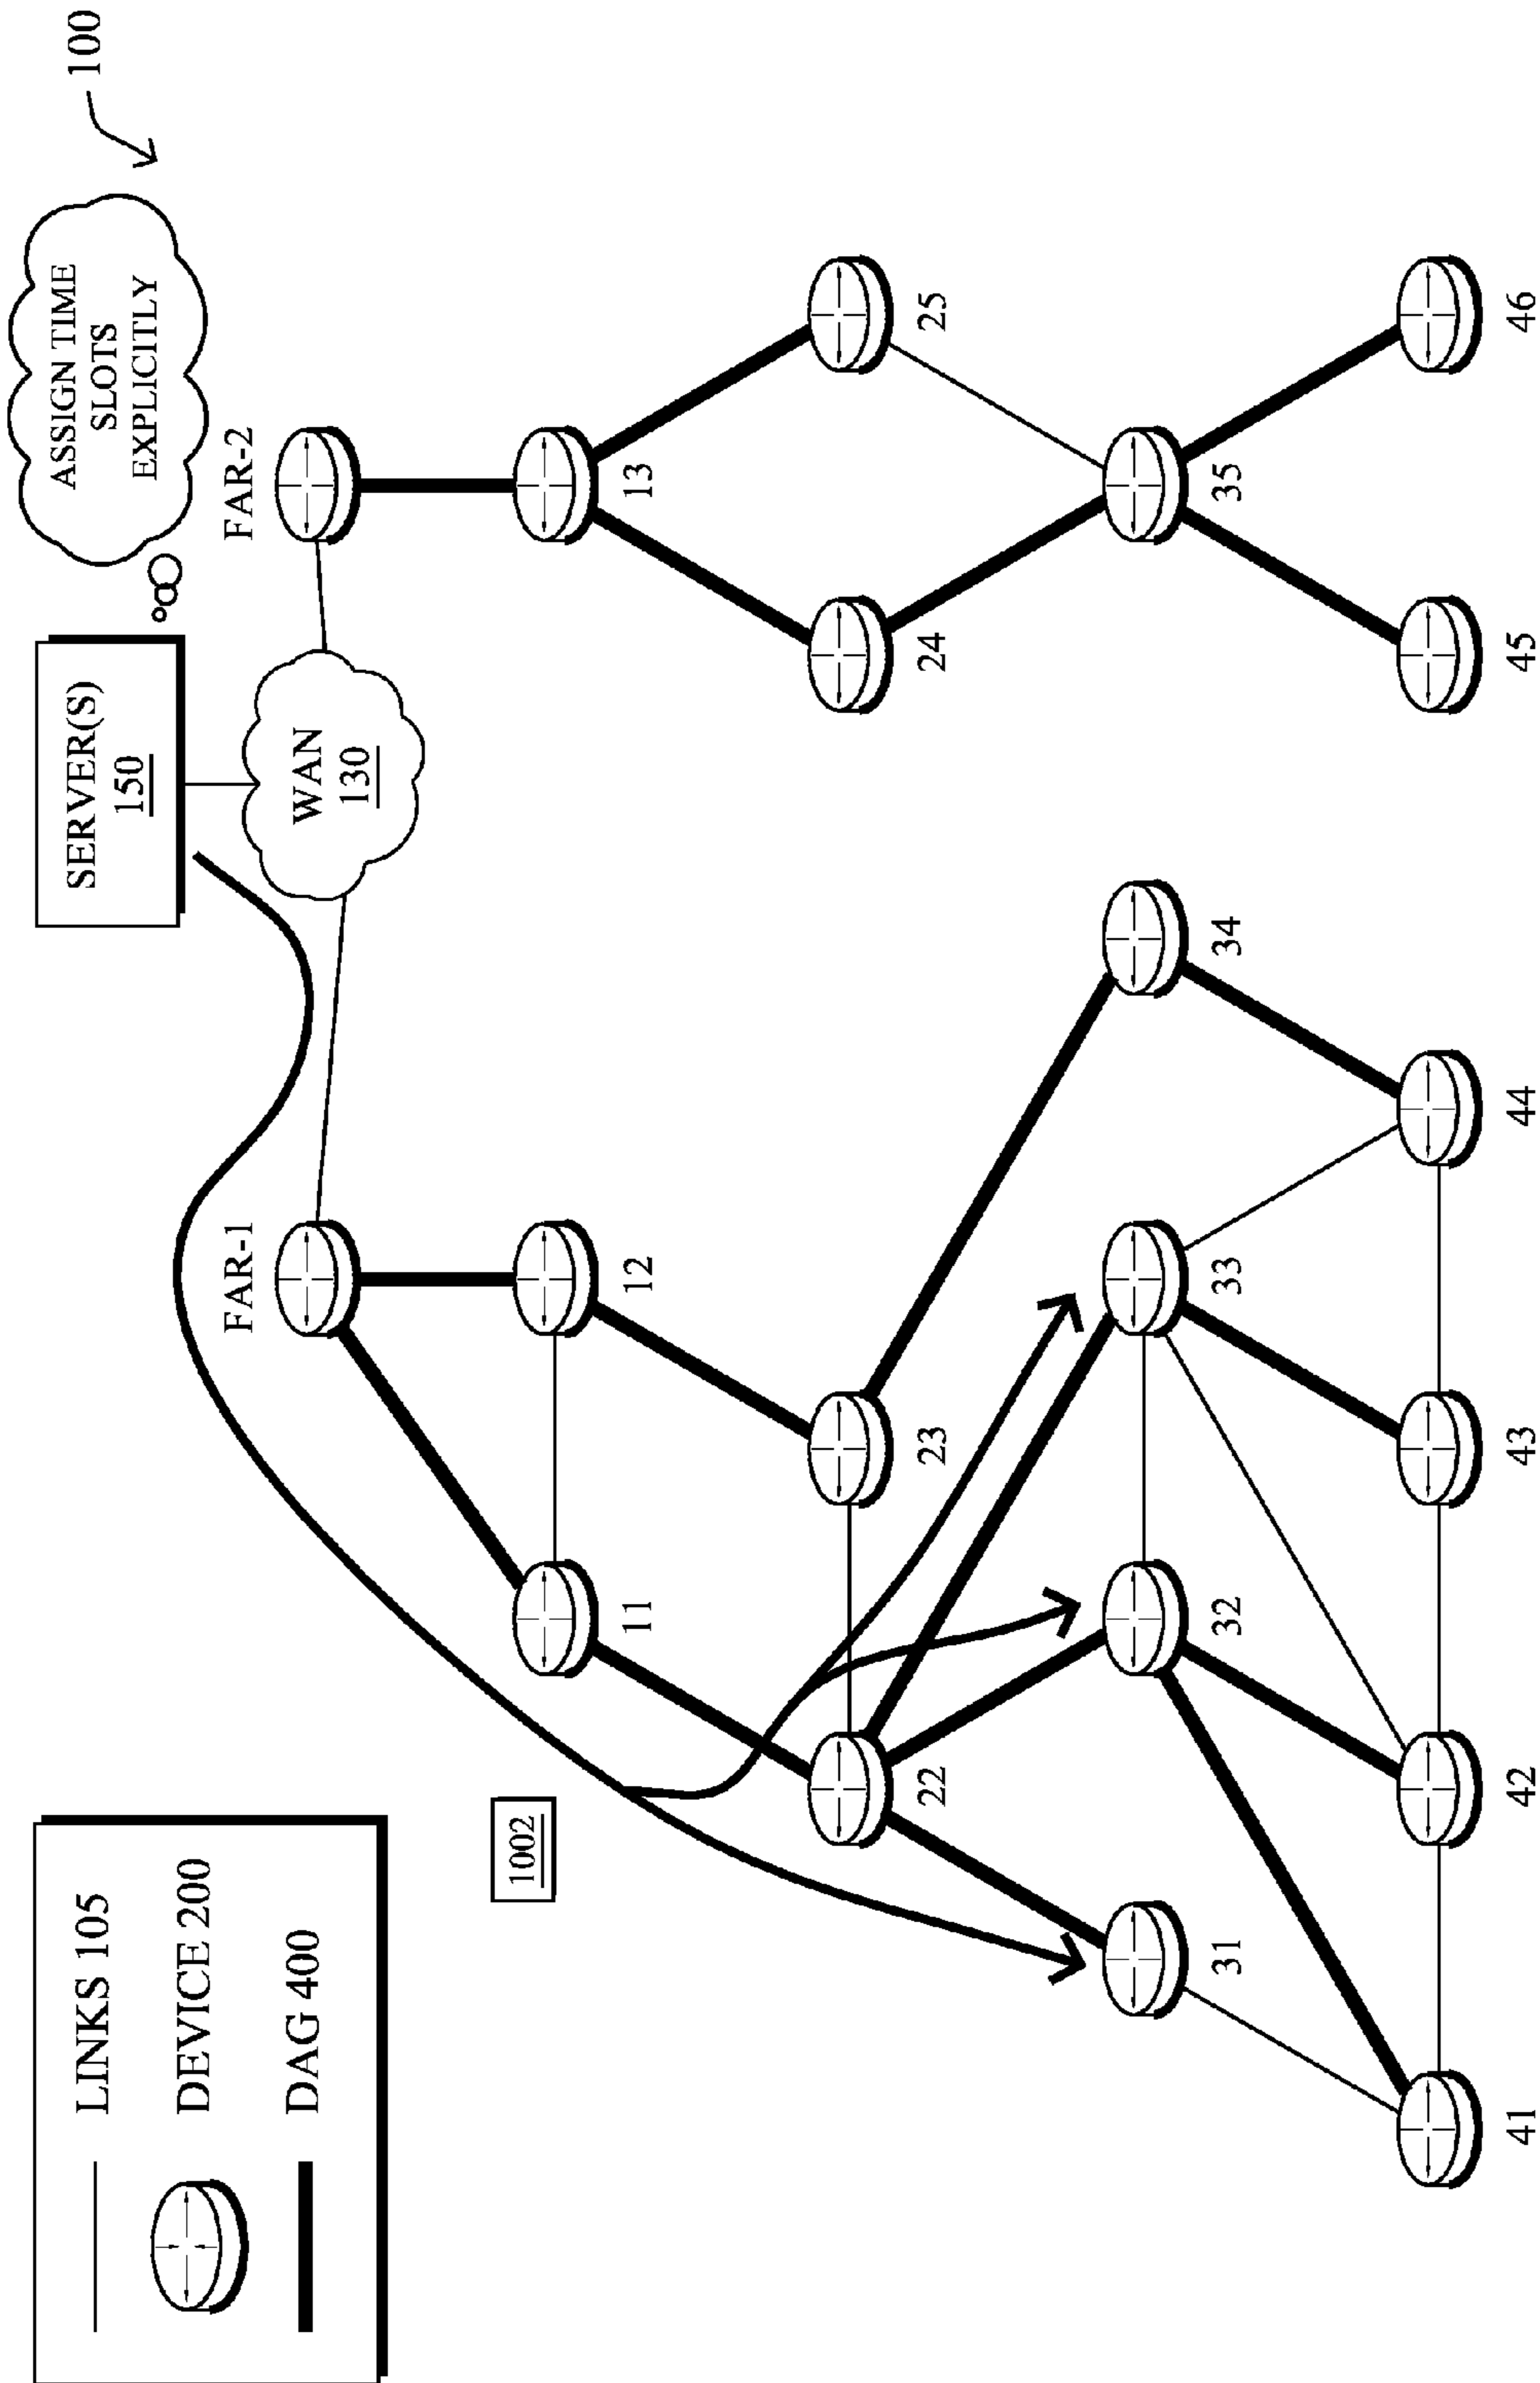 LINKS 105
DEVICE 200
DAG 400
SERVER(S)
150
ASSIGN TIME
SLOTS
EXPLICITLY
100
WAN
130
FAR-1
FAR-2
1002
11
12
13
22
23
24
25
31
32
33
34
35
41
42
43
44
45
46